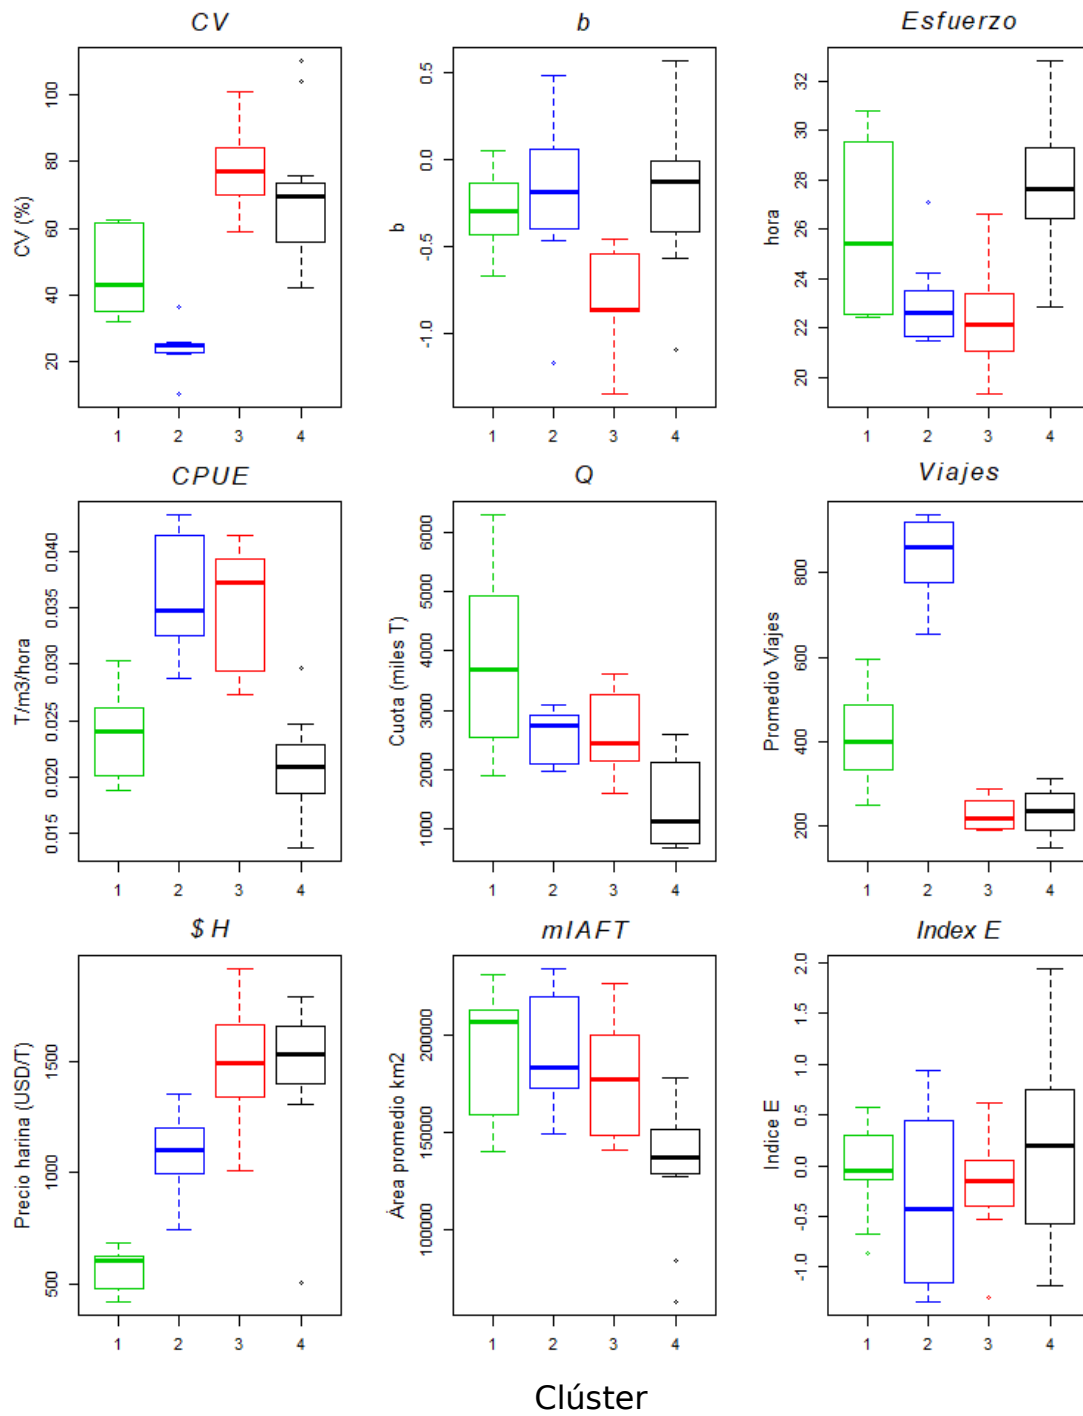 CV
b
Esfuerzo
CV (%)
20
40
60
80
100
1 2 3 4
b
-1.0
-0.5
0.0
0.5
1 2 3 4
hora
20
22
24
26
28
30
32
1 2 3 4
CPUE
Q
Viajes
T/m3/hora
0.015
0.020
0.025
0.030
0.035
0.040
1 2 3 4
Cuota (miles T)
1000
2000
3000
4000
5000
6000
1 2 3 4
Promedio Viajes
200
400
600
800
1 2 3 4
$ H
mIAFT
Index E
Precio harina (USD/T)
500
1000
1500
1 2 3 4
Área promedio km2
100000
150000
200000
1 2 3 4
Indice E
-1.0
-0.5
0.0
0.5
1.0
1.5
2.0
1 2 3 4
Clúster